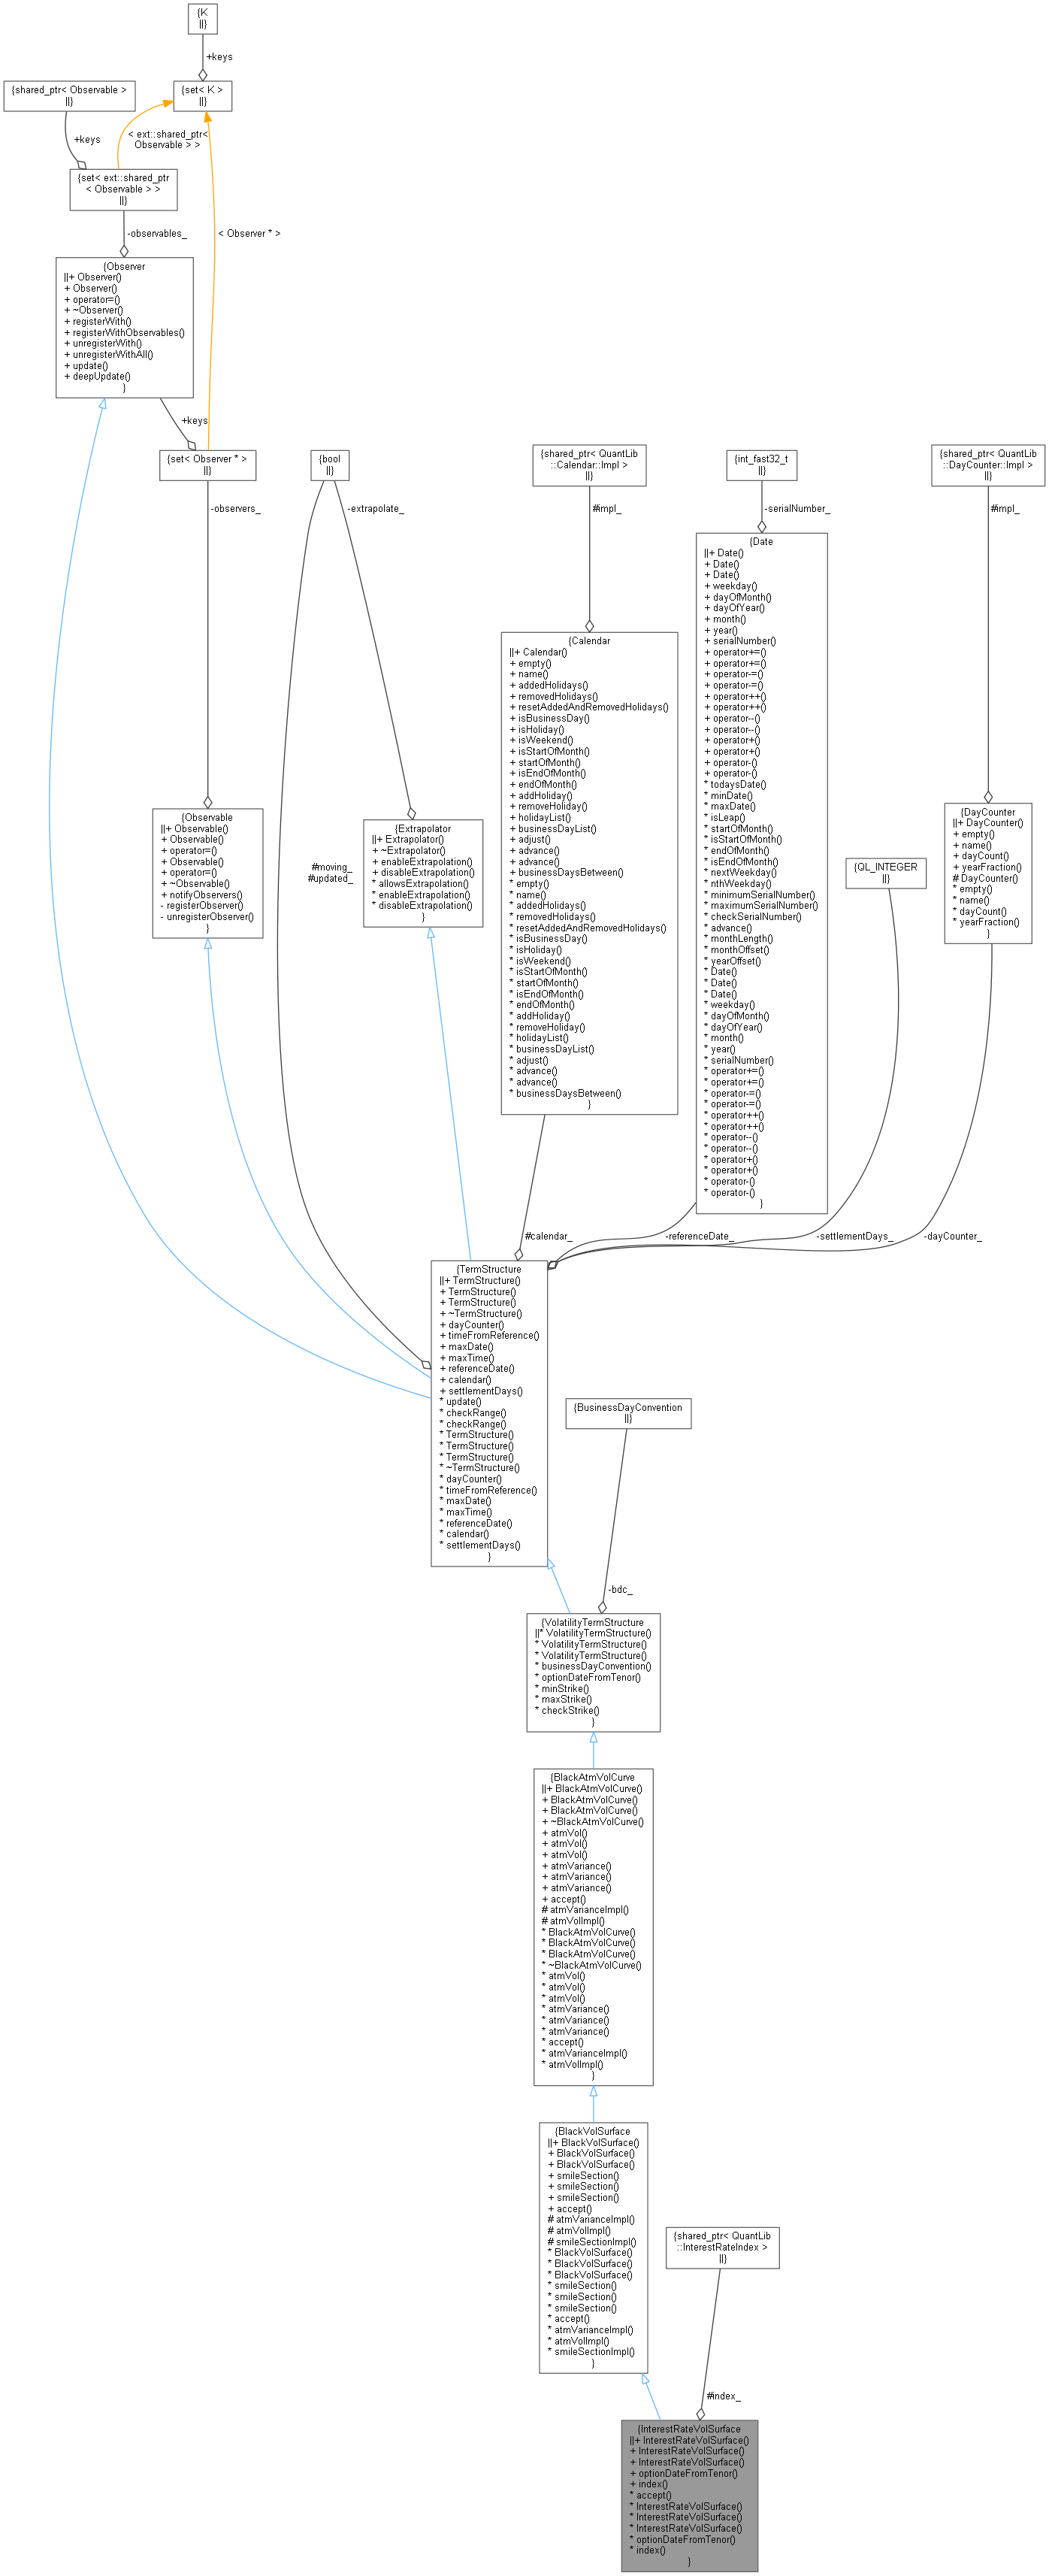 {K
||}
+keys
{shared_ptr< Observable >
||}
{set< K >
||}
+keys
< ext::shared_ptr<
Observable > >
{set< ext::shared_ptr
< Observable > >
||}
-observables_
< Observer * >
{Observer
||+ Observer()
+ Observer()
+ operator=()
+ ~Observer()
+ registerWith()
+ registerWithObservables()
+ unregisterWith()
+ unregisterWithAll()
+ update()
+ deepUpdate()
}
+keys
{set< Observer * >
||}
{bool
||}
{shared_ptr< QuantLib
::Calendar::Impl >
||}
{int_fast32_t
||}
{shared_ptr< QuantLib
::DayCounter::Impl >
||}
-observers_
-extrapolate_
#impl_
-serialNumber_
#impl_
{Date
||+ Date()
+ Date()
+ Date()
+ weekday()
+ dayOfMonth()
+ dayOfYear()
+ month()
+ year()
+ serialNumber()
+ operator+=()
+ operator+=()
+ operator-=()
+ operator-=()
+ operator++()
+ operator++()
+ operator--()
+ operator--()
+ operator+()
+ operator+()
+ operator-()
+ operator-()
* todaysDate()
* minDate()
* maxDate()
* isLeap()
* startOfMonth()
* isStartOfMonth()
* endOfMonth()
* isEndOfMonth()
* nextWeekday()
* nthWeekday()
* minimumSerialNumber()
* maximumSerialNumber()
* checkSerialNumber()
* advance()
* monthLength()
* monthOffset()
* yearOffset()
* Date()
* Date()
* Date()
* weekday()
* dayOfMonth()
* dayOfYear()
* month()
* year()
* serialNumber()
* operator+=()
* operator+=()
* operator-=()
* operator-=()
* operator++()
* operator++()
* operator--()
* operator--()
* operator+()
* operator+()
* operator-()
* operator-()
}
{Calendar
||+ Calendar()
+ empty()
+ name()
+ addedHolidays()
+ removedHolidays()
+ resetAddedAndRemovedHolidays()
+ isBusinessDay()
+ isHoliday()
+ isWeekend()
+ isStartOfMonth()
+ startOfMonth()
+ isEndOfMonth()
+ endOfMonth()
+ addHoliday()
+ removeHoliday()
+ holidayList()
+ businessDayList()
+ adjust()
+ advance()
+ advance()
+ businessDaysBetween()
* empty()
* name()
* addedHolidays()
* removedHolidays()
* resetAddedAndRemovedHolidays()
* isBusinessDay()
* isHoliday()
* isWeekend()
* isStartOfMonth()
* startOfMonth()
* isEndOfMonth()
* endOfMonth()
* addHoliday()
* removeHoliday()
* holidayList()
* businessDayList()
* adjust()
* advance()
* advance()
* businessDaysBetween()
}
{Observable
||+ Observable()
+ Observable()
+ operator=()
+ Observable()
+ operator=()
+ ~Observable()
+ notifyObservers()
- registerObserver()
- unregisterObserver()
}
{Extrapolator
||+ Extrapolator()
+ ~Extrapolator()
+ enableExtrapolation()
+ disableExtrapolation()
* allowsExtrapolation()
* enableExtrapolation()
* disableExtrapolation()
}
#moving_
#updated_
{QL_INTEGER
||}
{DayCounter
||+ DayCounter()
+ empty()
+ name()
+ dayCount()
+ yearFraction()
# DayCounter()
* empty()
* name()
* dayCount()
* yearFraction()
}
#calendar_
-referenceDate_
-settlementDays_
-dayCounter_
{TermStructure
||+ TermStructure()
+ TermStructure()
+ TermStructure()
+ ~TermStructure()
+ dayCounter()
+ timeFromReference()
+ maxDate()
+ maxTime()
+ referenceDate()
+ calendar()
+ settlementDays()
* update()
* checkRange()
* checkRange()
* TermStructure()
* TermStructure()
* TermStructure()
* ~TermStructure()
* dayCounter()
* timeFromReference()
* maxDate()
* maxTime()
* referenceDate()
* calendar()
* settlementDays()
}
{BusinessDayConvention
||}
-bdc_
{VolatilityTermStructure
||* VolatilityTermStructure()
* VolatilityTermStructure()
* VolatilityTermStructure()
* businessDayConvention()
* optionDateFromTenor()
* minStrike()
* maxStrike()
* checkStrike()
}
{BlackAtmVolCurve
||+ BlackAtmVolCurve()
+ BlackAtmVolCurve()
+ BlackAtmVolCurve()
+ ~BlackAtmVolCurve()
+ atmVol()
+ atmVol()
+ atmVol()
+ atmVariance()
+ atmVariance()
+ atmVariance()
+ accept()
# atmVarianceImpl()
# atmVolImpl()
* BlackAtmVolCurve()
* BlackAtmVolCurve()
* BlackAtmVolCurve()
* ~BlackAtmVolCurve()
* atmVol()
* atmVol()
* atmVol()
* atmVariance()
* atmVariance()
* atmVariance()
* accept()
* atmVarianceImpl()
* atmVolImpl()
}
{BlackVolSurface
||+ BlackVolSurface()
+ BlackVolSurface()
+ BlackVolSurface()
+ smileSection()
+ smileSection()
+ smileSection()
+ accept()
# atmVarianceImpl()
# atmVolImpl()
# smileSectionImpl()
* BlackVolSurface()
* BlackVolSurface()
* BlackVolSurface()
* smileSection()
* smileSection()
* smileSection()
* accept()
* atmVarianceImpl()
* atmVolImpl()
* smileSectionImpl()
}
{shared_ptr< QuantLib
::InterestRateIndex >
||}
#index_
{InterestRateVolSurface
||+ InterestRateVolSurface()
+ InterestRateVolSurface()
+ InterestRateVolSurface()
+ optionDateFromTenor()
+ index()
* accept()
* InterestRateVolSurface()
* InterestRateVolSurface()
* InterestRateVolSurface()
* optionDateFromTenor()
* index()
}